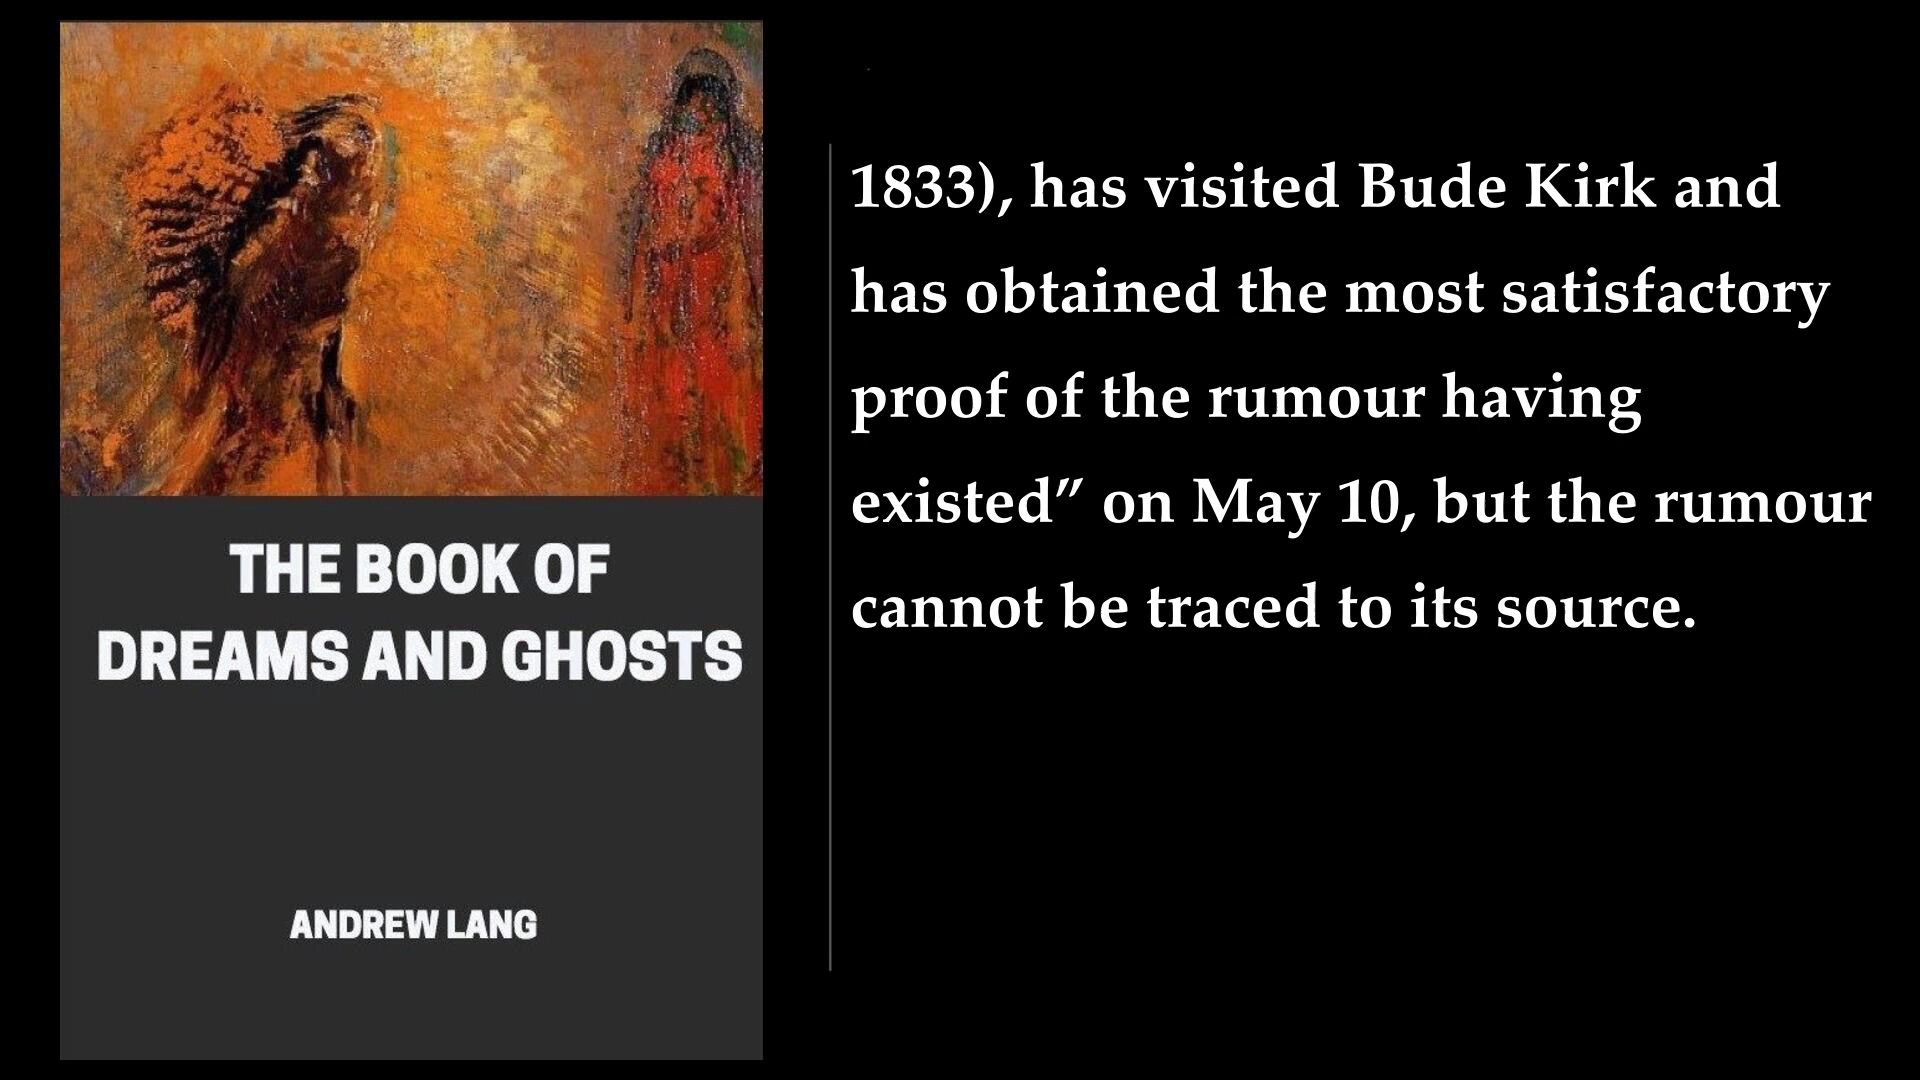 THE BOOK OF
DREAMS AND GHOSTS
ANDREW LANG
1833), has visited Bude Kirk and
has obtained the most satisfactory
proof of the rumour having
existed” on May 10, but the rumour
cannot be traced to its source.